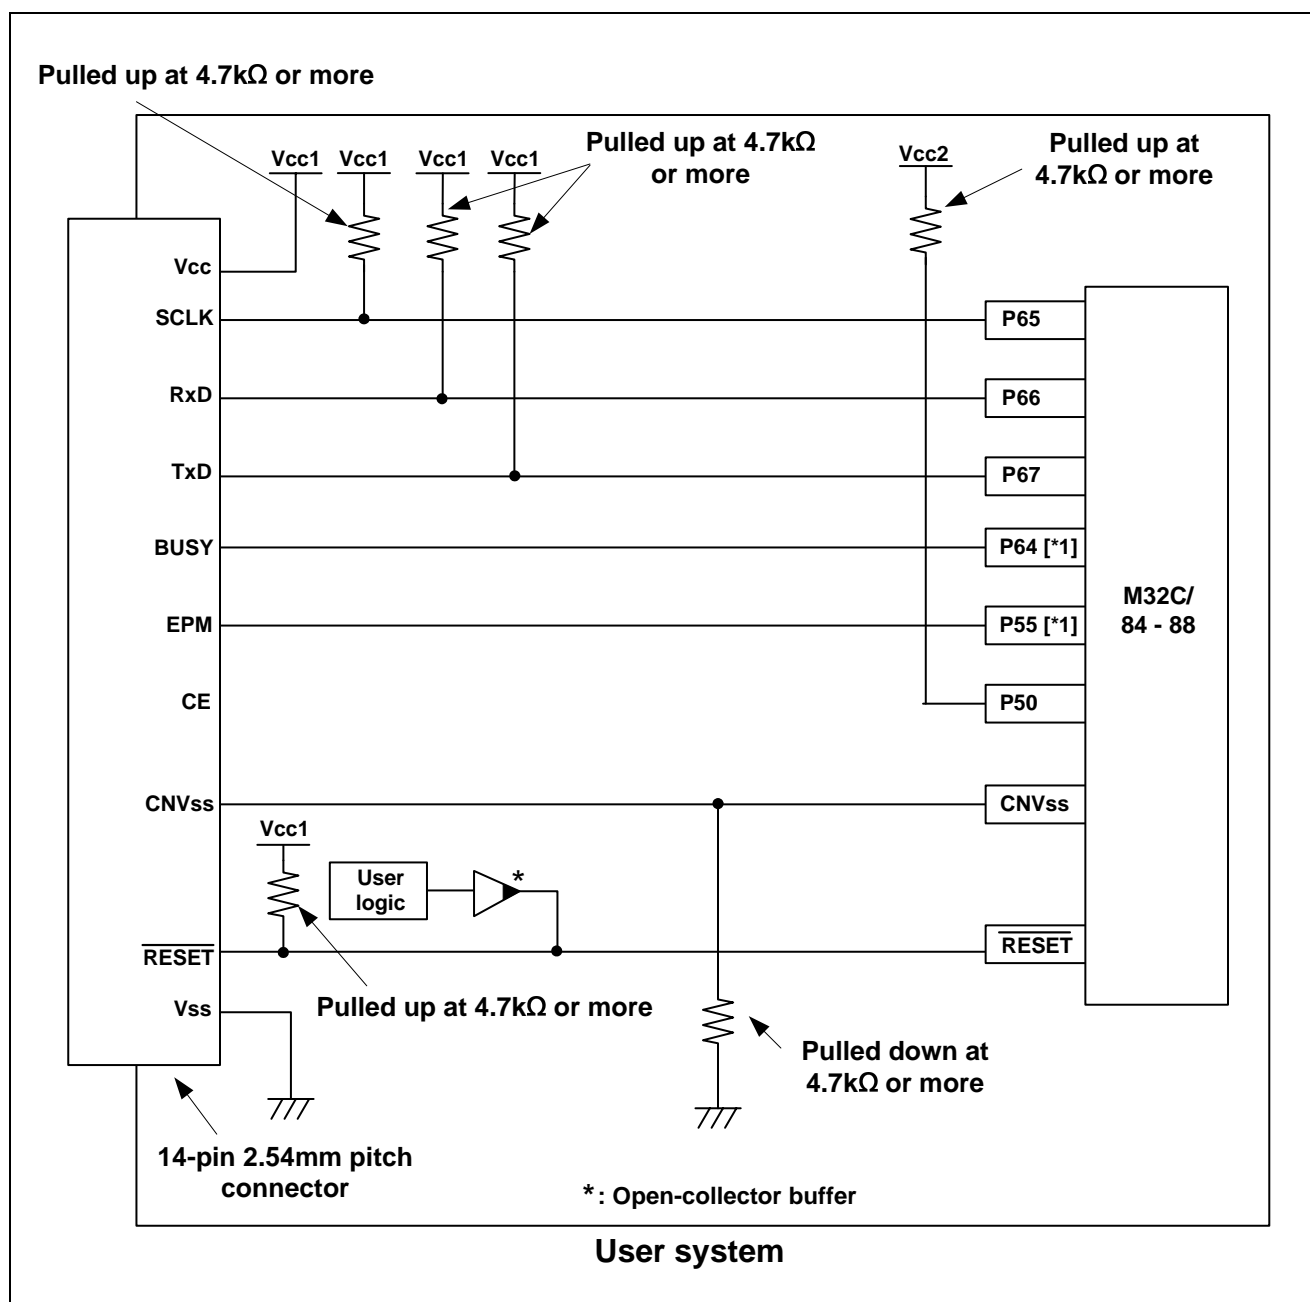 Pulled up at 4.7kΩ or more
Vcc1
Vcc1
Vcc1
Vcc1
Pulled up at 4.7kΩ
or more
Vcc2
Pulled up at
4.7kΩ or more
Vcc
SCLK
P65
RxD
P66
TxD
P67
BUSY
P64 [*1]
EPM
P55 [*1]
M32C/
84 - 88
CE
P50
CNVss
CNVss
Vcc1
User
logic
*
RESET
RESET
Vss
Pulled up at 4.7kΩ or more
Pulled down at
4.7kΩ or more
14-pin 2.54mm pitch
connector
*: Open-collector buffer
User system